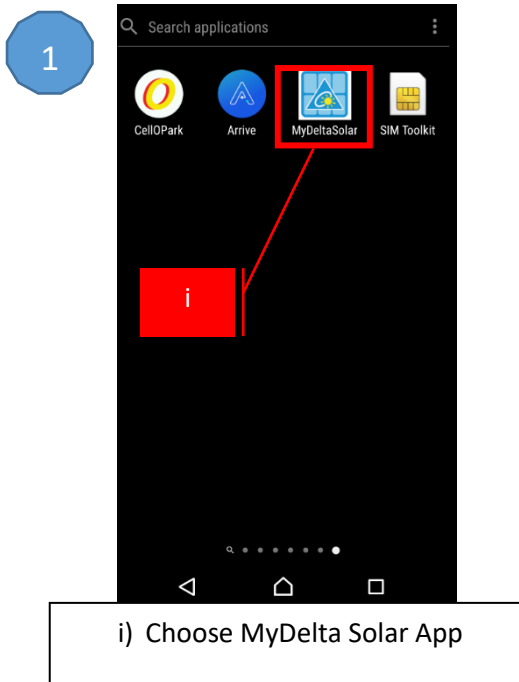 1
Search applications
CellOPark Arrive MyDeltaSolar SIM Toolkit
i
i) Choose MyDelta Solar App